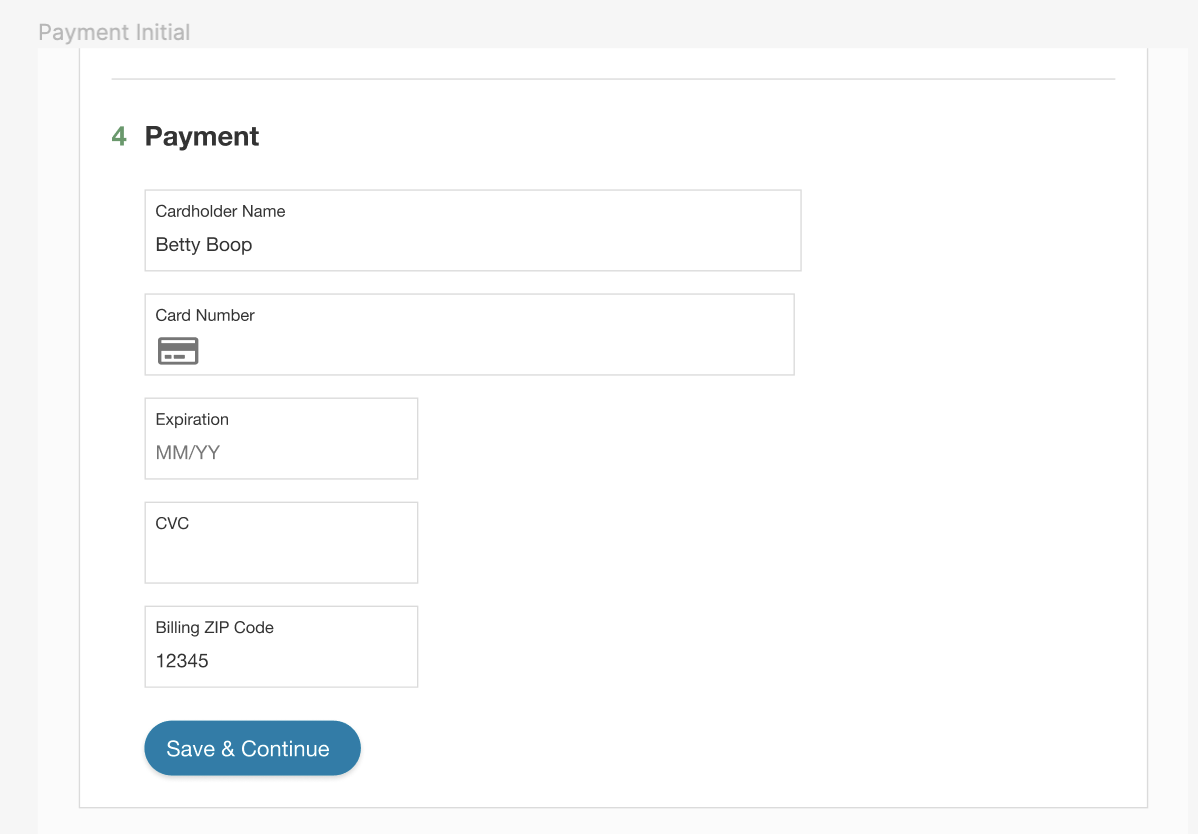 Payment Initial
4 Payment
Cardholder Name
Betty Boop
Card Number
Expiration
MM/YY
CVC
Billing ZIP Code
12345
Save & Continue